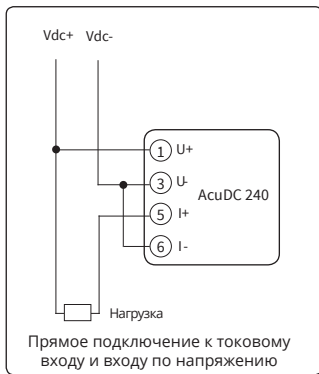 Vdc+ Vdc-
1 U+
3 U-
AcuDC 240
5 I+
6 I-
Нагрузка
Прямое подключение к токовому
входу и входу по напряжению